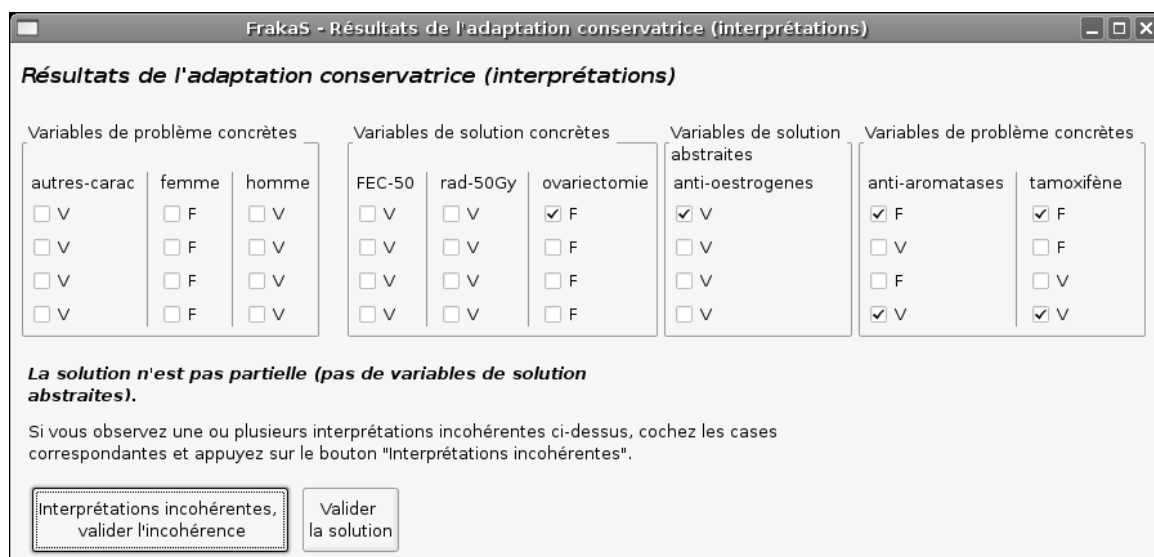 FrakaS - Résultats de l'adaptation conservatrice (interprétations)
Résultats de l'adaptation conservatrice (interprétations)
Variables de problème concrètes Variables de solution concrètes Variables de solution Variables de problème concrètes
abstraites
autres-carac femme homme FEC-50 rad-50Gy ovariectomie anti-oestrogenes anti-aromatases tamoxifène
V F V V V F V F F
V F V V V F V V F
V F V V V F V F V
V F V V V F V V V
La solution n'est pas partielle (pas de variables de solution
abstraites).
Si vous observez une ou plusieurs interprétations incohérentes ci-dessus, cochez les cases
correspondantes et appuyez sur le bouton "Interprétations incohérentes".
Interprétations incohérentes, Valider
valider l'incohérence la solution